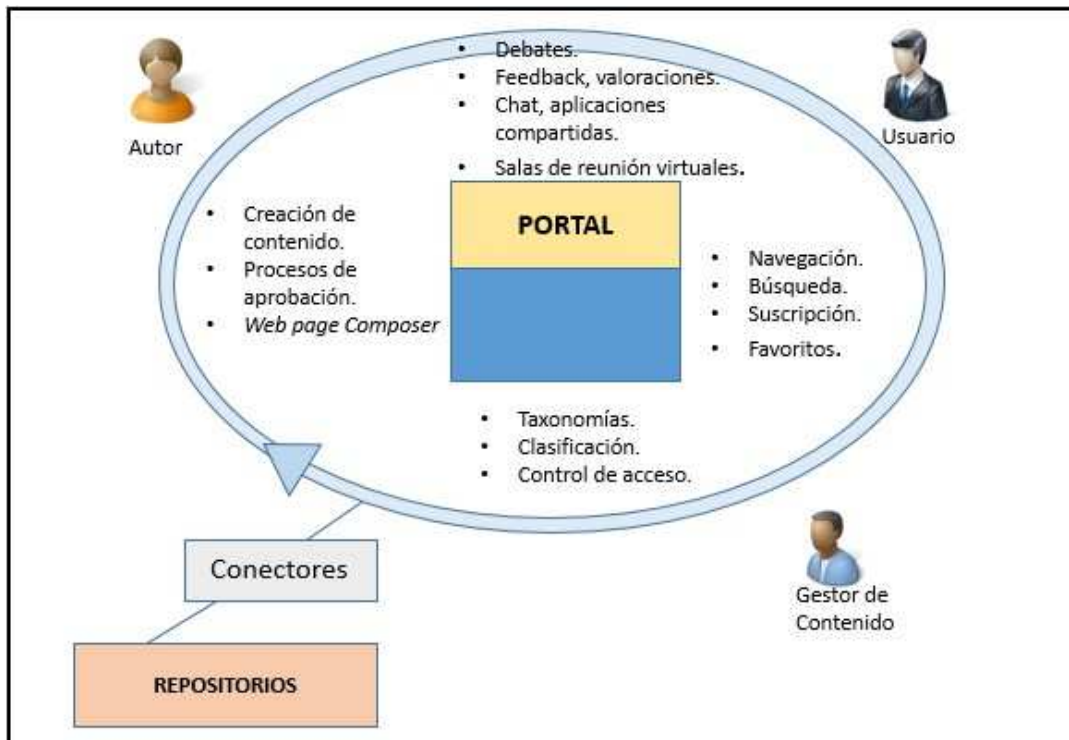 Autor
• Debates.
• Feedback, valoraciones.
• Chat, aplicaciones
compartidas.
• Salas de reunión virtuales.
Usuario
• Creación de
contenido.
• Procesos de
aprobación.
• Web page Composer
PORTAL
• Navegación.
• Búsqueda.
• Suscripción.
• Favoritos.
• Taxonomías.
• Clasificación.
• Control de acceso.
Gestor de
Contenido
Conectores
REPOSITORIOS